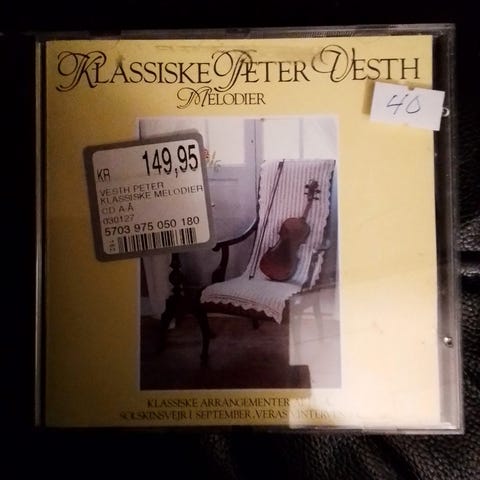 KLASSISKE PETER VESTH
MELODIER
40
KR 149,95
VESTH PETER
KLASSISKE MELODIER
CD A-Å
030127
5703 975 050 180
KLASSISKE ARRANGEMENTER
SOLSKINSVEJR I SEPTEMBER, VERAS